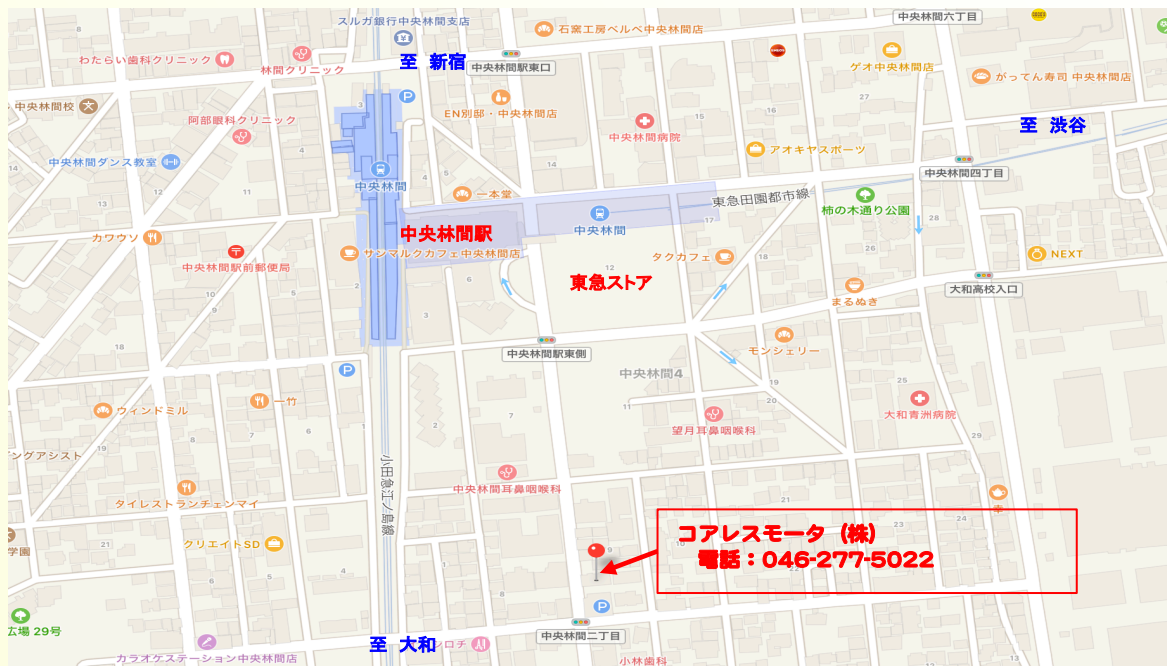 スルガ銀行中央林間支店
石窯工房ベルベ中央林間店
中央林間六丁目
わたらい歯科クリニック
林間クリニック
至 新宿
中央林間駅東口
ゲオ中央林間店
がってん寿司 中央林間店
中央林間校
EN別邸・中央林間店
阿部眼科クリニック
中央林間病院
至 渋谷
アオキヤスポーツ
中央林間ダンス教室
中央林間
中央林間四丁目
一本堂
東急田園都市線
柿の木通り公園
中央林間駅
中央林間
カワウソ
サンマルクカフェ中央林間店
タクカフェ
NEXT
中央林間駅前郵便局
東急ストア
大和高校入口
まるぬき
中央林間駅東側
モンシェリー
中央林間4
ウィンドミル
一竹
大和青洲病院
望月耳鼻咽喉科
ングアシスト
小田急江ノ島線
中央林間耳鼻咽喉科
タイレストランチェンマイ
幸
クリエイトSD
学園
コアレスモータ（株）
電話：046-277-5022
広場 29号
至 大和
シロチ
中央林間二丁目
カラオケステーション中央林間店
小林歯科